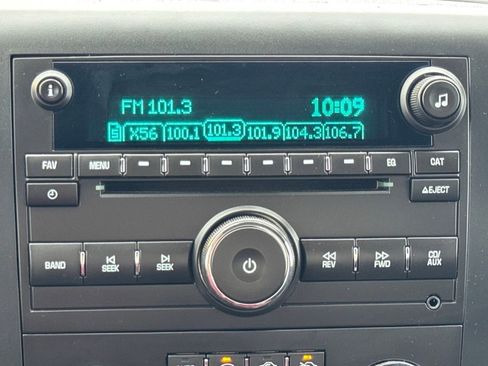 FM 101.3 10:09
5 X56 100.1 101.3 101.9 104.3 106.7
FAV MENU EQ CAT
EJECT
BAND SEEK SEEK REV FWD CD/AUX